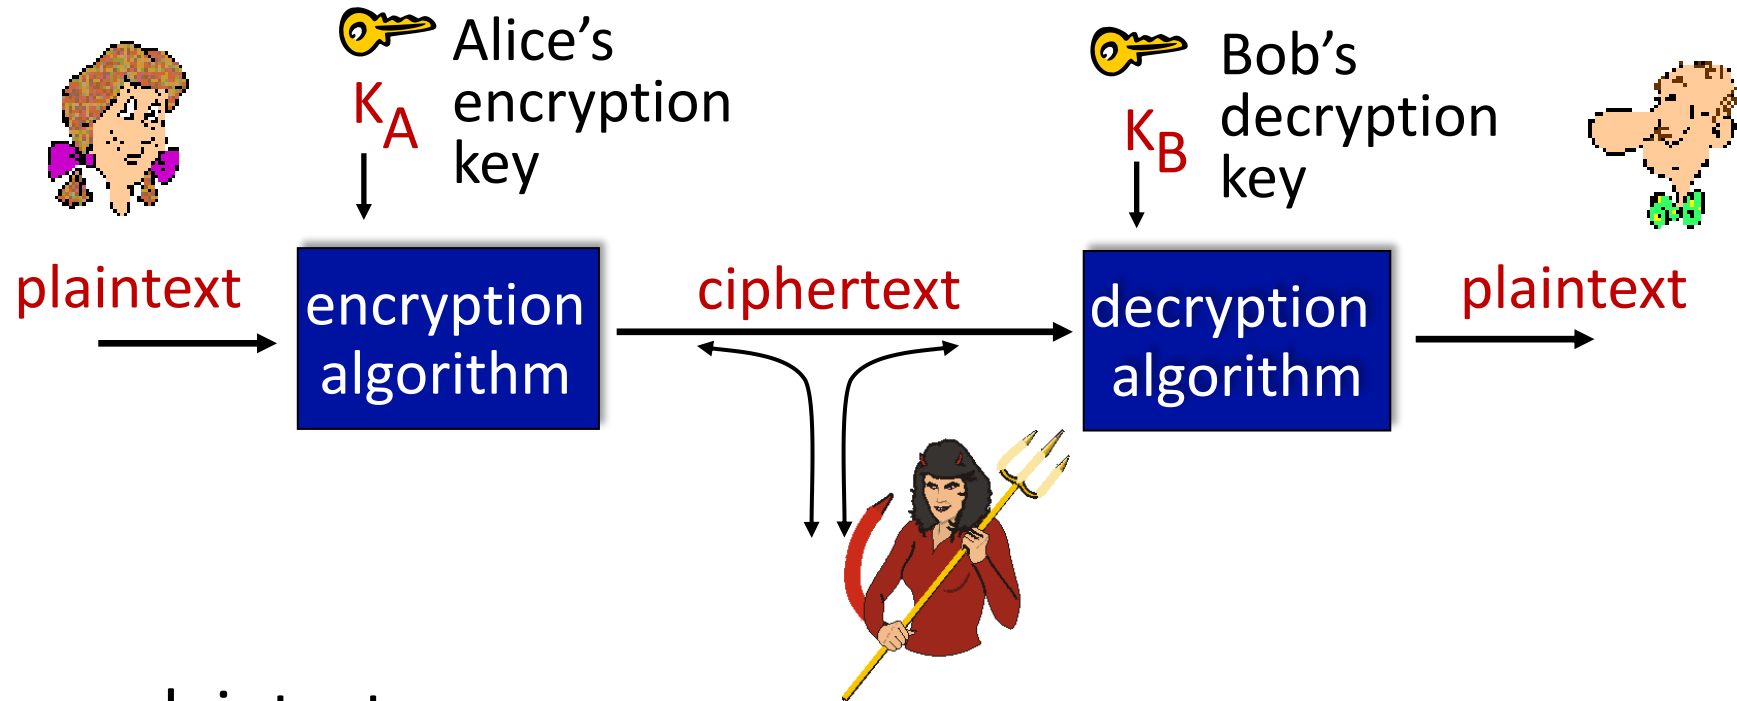 Alice’s
encryption
key
K
A
Bob’s
decryption
key
K
B
plaintext
encryption
algorithm
ciphertext
decryption
algorithm
plaintext